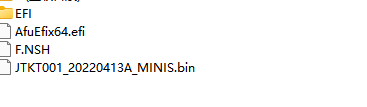 EFI
AfuEfix64.efi
F.NSH
JTKT001_20220413A_MINIS.bin